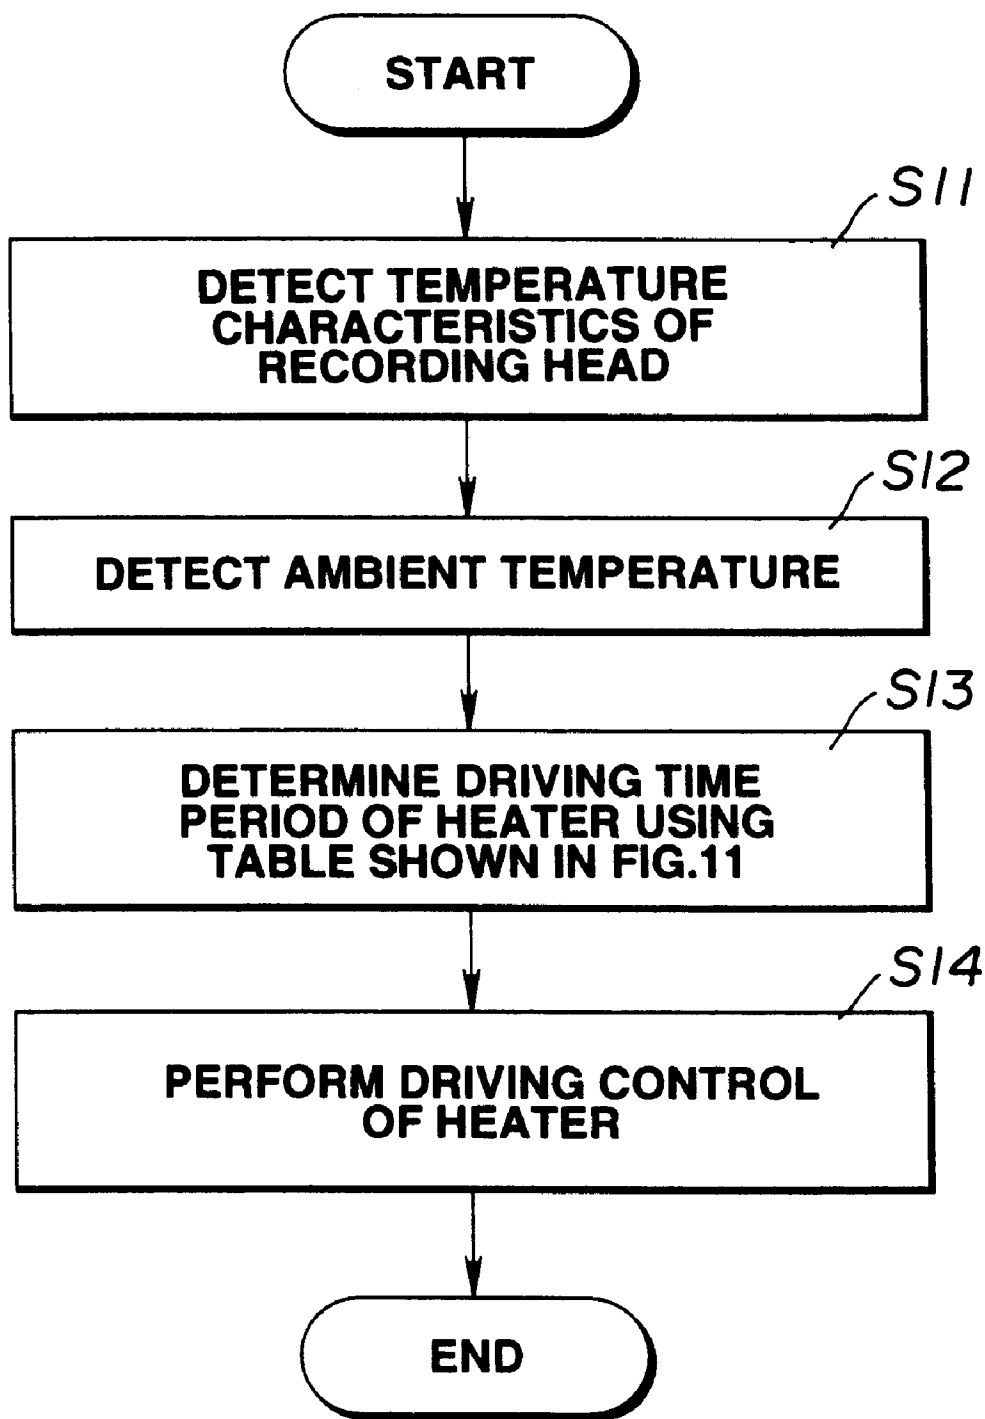 START
S11
DETECT TEMPERATURE
CHARACTERISTICS OF
RECORDING HEAD
S12
DETECT AMBIENT TEMPERATURE
S13
DETERMINE DRIVING TIME
PERIOD OF HEATER USING
TABLE SHOWN IN FIG.11
S14
PERFORM DRIVING CONTROL
OF HEATER
END